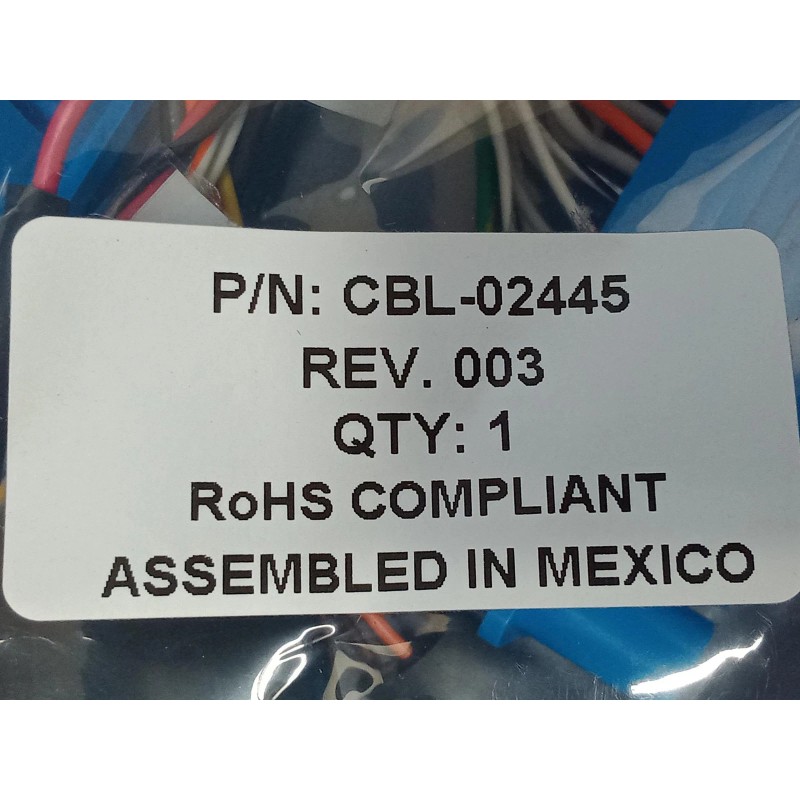 P/N: CBL-02445
REV. 003
QTY: 1
RoHS COMPLIANT
ASSEMBLED IN MEXICO